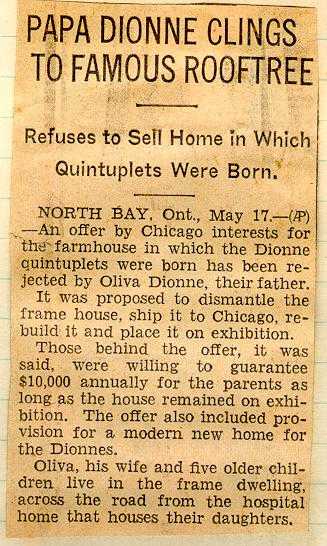 PAPA DIONNE CLINGS
TO FAMOUS ROOFTREE
Refuses to Sell Home in Which
Quintuplets Were Born.
NORTH BAY, Ont., May 17.—(AP)
—An offer by Chicago interests for
the farmhouse in which the Dionne
quintuplets were born has been re-
jected by Oliva Dionne, their father.
It was proposed to dismantle the
frame house, ship it to Chicago, re-
build it and place it on exhibition.
Those behind the offer, it was
said, were willing to guarantee
$10,000 annually for the parents as
long as the house remained on exhi-
bition. The offer also included pro-
vision for a modern new home for
the Dionnes.
Oliva, his wife and five older chil-
dren live in the frame dwelling,
across the road from the hospital
home that houses their daughters.